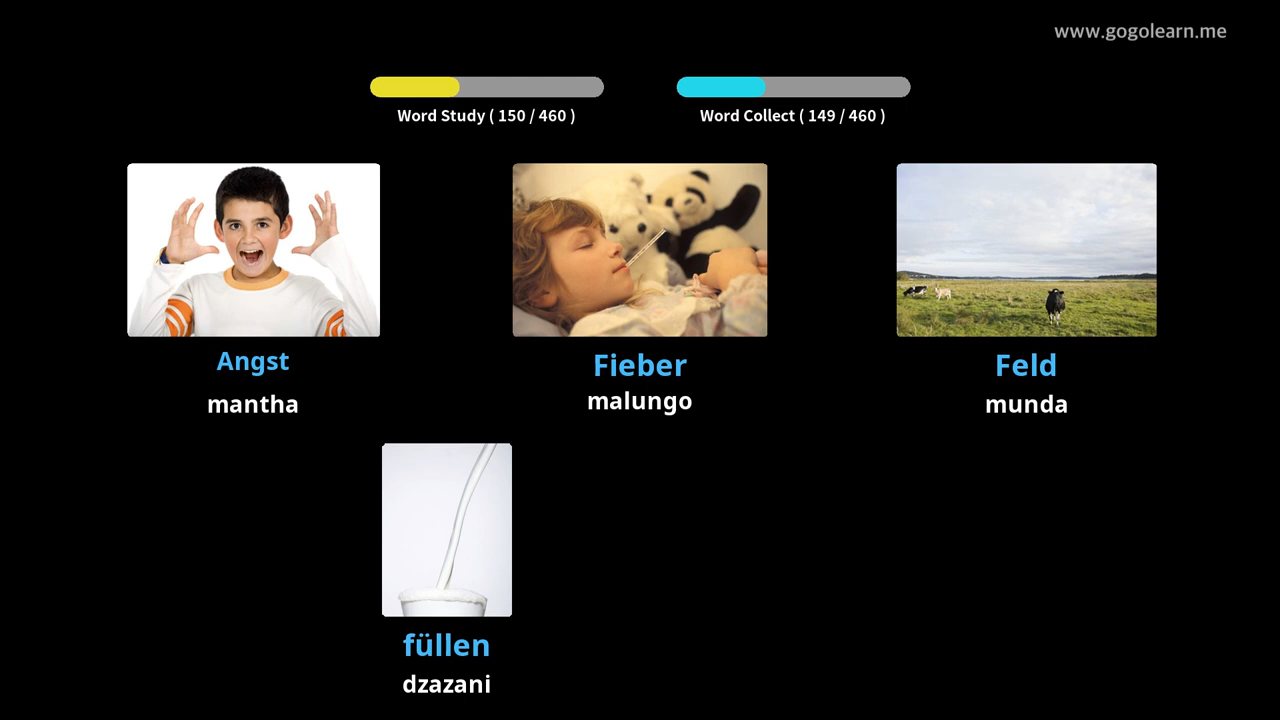 www.gogolearn.me
Word Study ( 150 / 460 )
Word Collect ( 149 / 460 )
Angst
mantha
Fieber
malungo
Feld
munda
füllen
dzazani